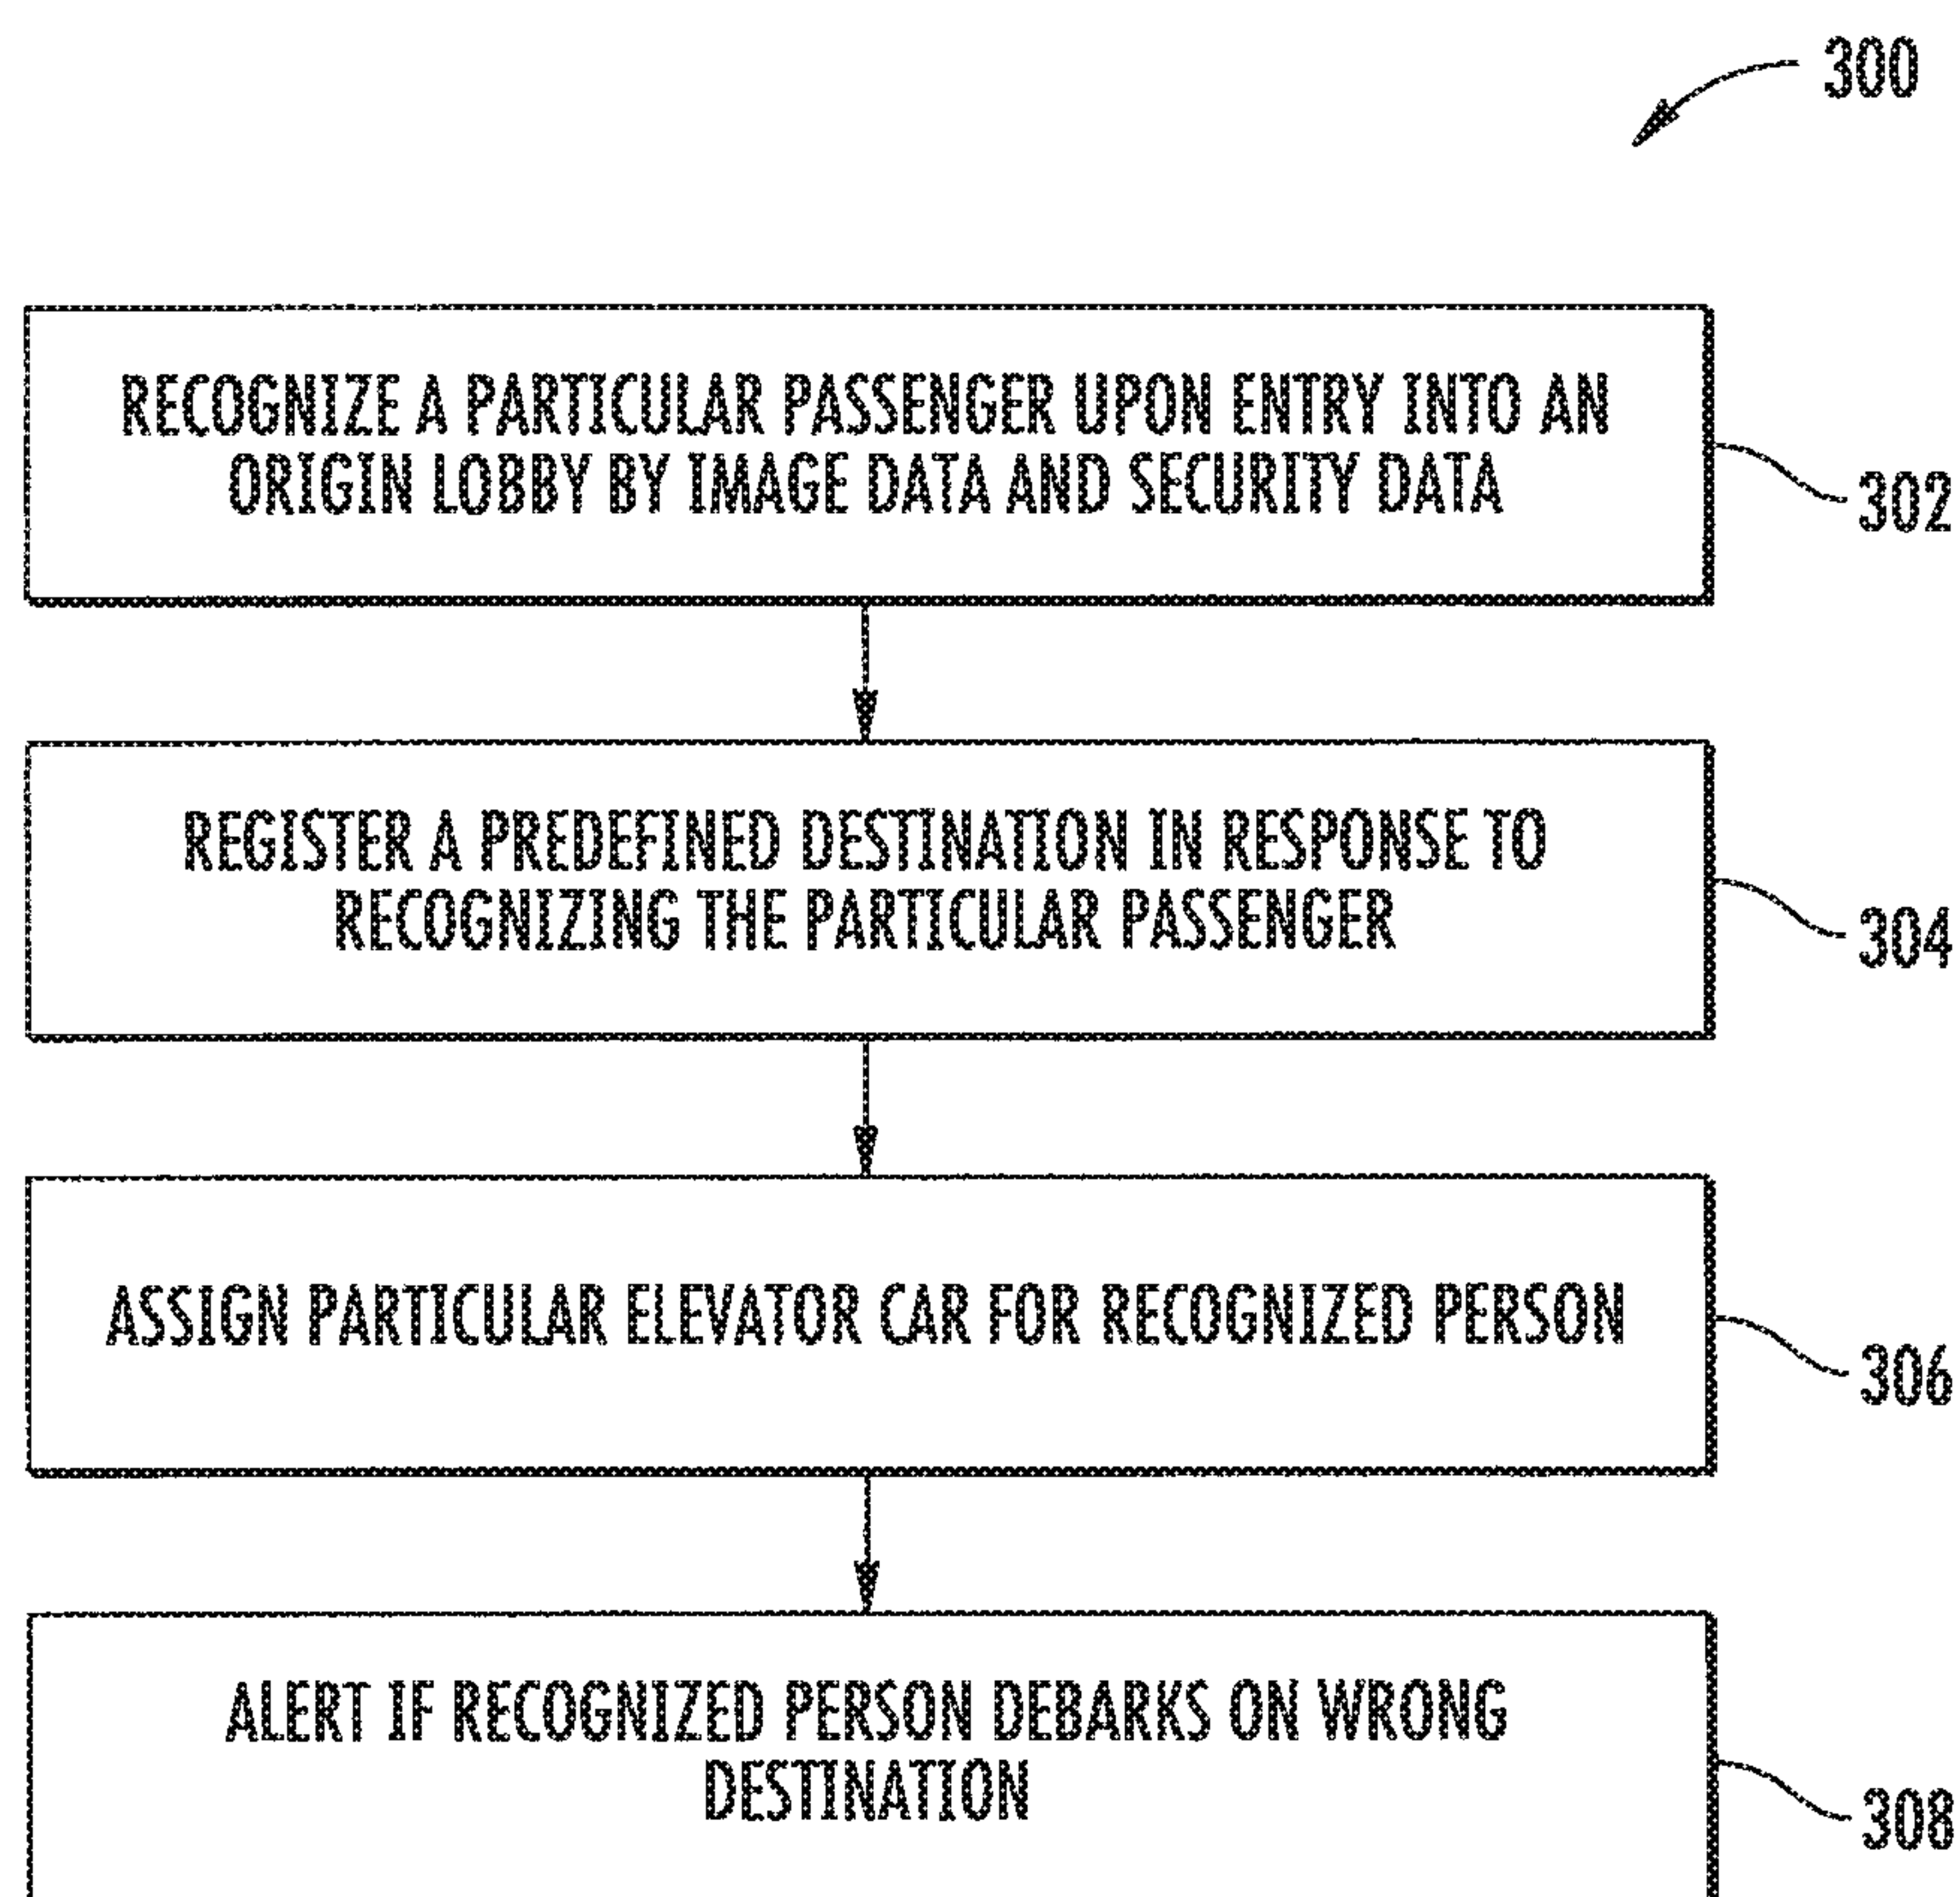 300
RECOGNIZE A PARTICULAR PASSENGER UPON ENTRY INTO AN
ORIGIN LOBBY BY IMAGE DATA AND SECURITY DATA
302
REGISTER A PREDEFINED DESTINATION IN RESPONSE TO
RECOGNIZING THE PARTICULAR PASSENGER
304
ASSIGN PARTICULAR ELEVATOR CAR FOR RECOGNIZED PERSON
306
ALERT IF RECOGNIZED PERSON DEBARKS ON WRONG
DESTINATION
308